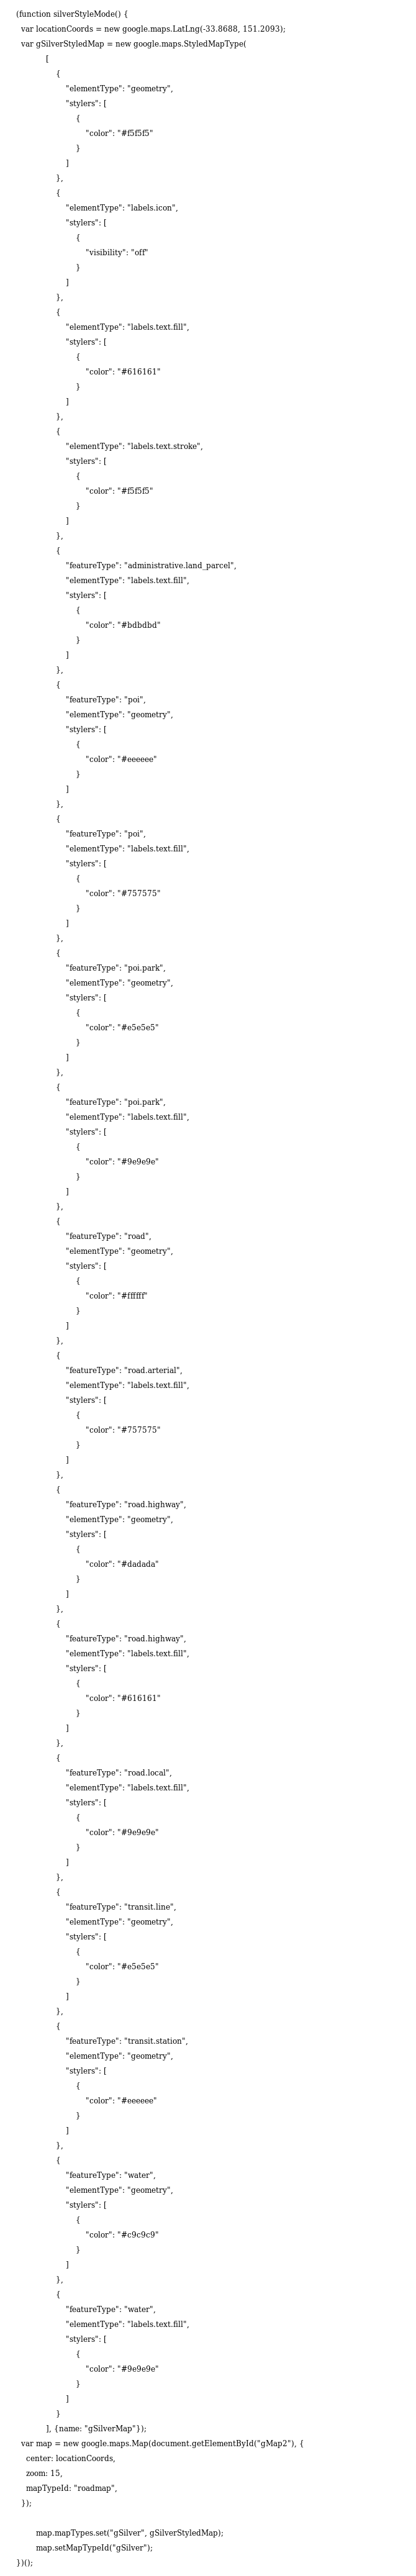 (function silverStyleMode() {
  var locationCoords = new google.maps.LatLng(-33.8688, 151.2093);
  var gSilverStyledMap = new google.maps.StyledMapType(
            [
                {
                    "elementType": "geometry",
                    "stylers": [
                        {
                            "color": "#f5f5f5"
                        }
                    ]
                },
                {
                    "elementType": "labels.icon",
                    "stylers": [
                        {
                            "visibility": "off"
                        }
                    ]
                },
                {
                    "elementType": "labels.text.fill",
                    "stylers": [
                        {
                            "color": "#616161"
                        }
                    ]
                },
                {
                    "elementType": "labels.text.stroke",
                    "stylers": [
                        {
                            "color": "#f5f5f5"
                        }
                    ]
                },
                {
                    "featureType": "administrative.land_parcel",
                    "elementType": "labels.text.fill",
                    "stylers": [
                        {
                            "color": "#bdbdbd"
                        }
                    ]
                },
                {
                    "featureType": "poi",
                    "elementType": "geometry",
                    "stylers": [
                        {
                            "color": "#eeeeee"
                        }
                    ]
                },
                {
                    "featureType": "poi",
                    "elementType": "labels.text.fill",
                    "stylers": [
                        {
                            "color": "#757575"
                        }
                    ]
                },
                {
                    "featureType": "poi.park",
                    "elementType": "geometry",
                    "stylers": [
                        {
                            "color": "#e5e5e5"
                        }
                    ]
                },
                {
                    "featureType": "poi.park",
                    "elementType": "labels.text.fill",
                    "stylers": [
                        {
                            "color": "#9e9e9e"
                        }
                    ]
                },
                {
                    "featureType": "road",
                    "elementType": "geometry",
                    "stylers": [
                        {
                            "color": "#ffffff"
                        }
                    ]
                },
                {
                    "featureType": "road.arterial",
                    "elementType": "labels.text.fill",
                    "stylers": [
                        {
                            "color": "#757575"
                        }
                    ]
                },
                {
                    "featureType": "road.highway",
                    "elementType": "geometry",
                    "stylers": [
                        {
                            "color": "#dadada"
                        }
                    ]
                },
                {
                    "featureType": "road.highway",
                    "elementType": "labels.text.fill",
                    "stylers": [
                        {
                            "color": "#616161"
                        }
                    ]
                },
                {
                    "featureType": "road.local",
                    "elementType": "labels.text.fill",
                    "stylers": [
                        {
                            "color": "#9e9e9e"
                        }
                    ]
                },
                {
                    "featureType": "transit.line",
                    "elementType": "geometry",
                    "stylers": [
                        {
                            "color": "#e5e5e5"
                        }
                    ]
                },
                {
                    "featureType": "transit.station",
                    "elementType": "geometry",
                    "stylers": [
                        {
                            "color": "#eeeeee"
                        }
                    ]
                },
                {
                    "featureType": "water",
                    "elementType": "geometry",
                    "stylers": [
                        {
                            "color": "#c9c9c9"
                        }
                    ]
                },
                {
                    "featureType": "water",
                    "elementType": "labels.text.fill",
                    "stylers": [
                        {
                            "color": "#9e9e9e"
                        }
                    ]
                }
            ], {name: "gSilverMap"});
  var map = new google.maps.Map(document.getElementById("gMap2"), {
    center: locationCoords,
    zoom: 15,
    mapTypeId: "roadmap",
  });

        map.mapTypes.set("gSilver", gSilverStyledMap);
        map.setMapTypeId("gSilver");
})();